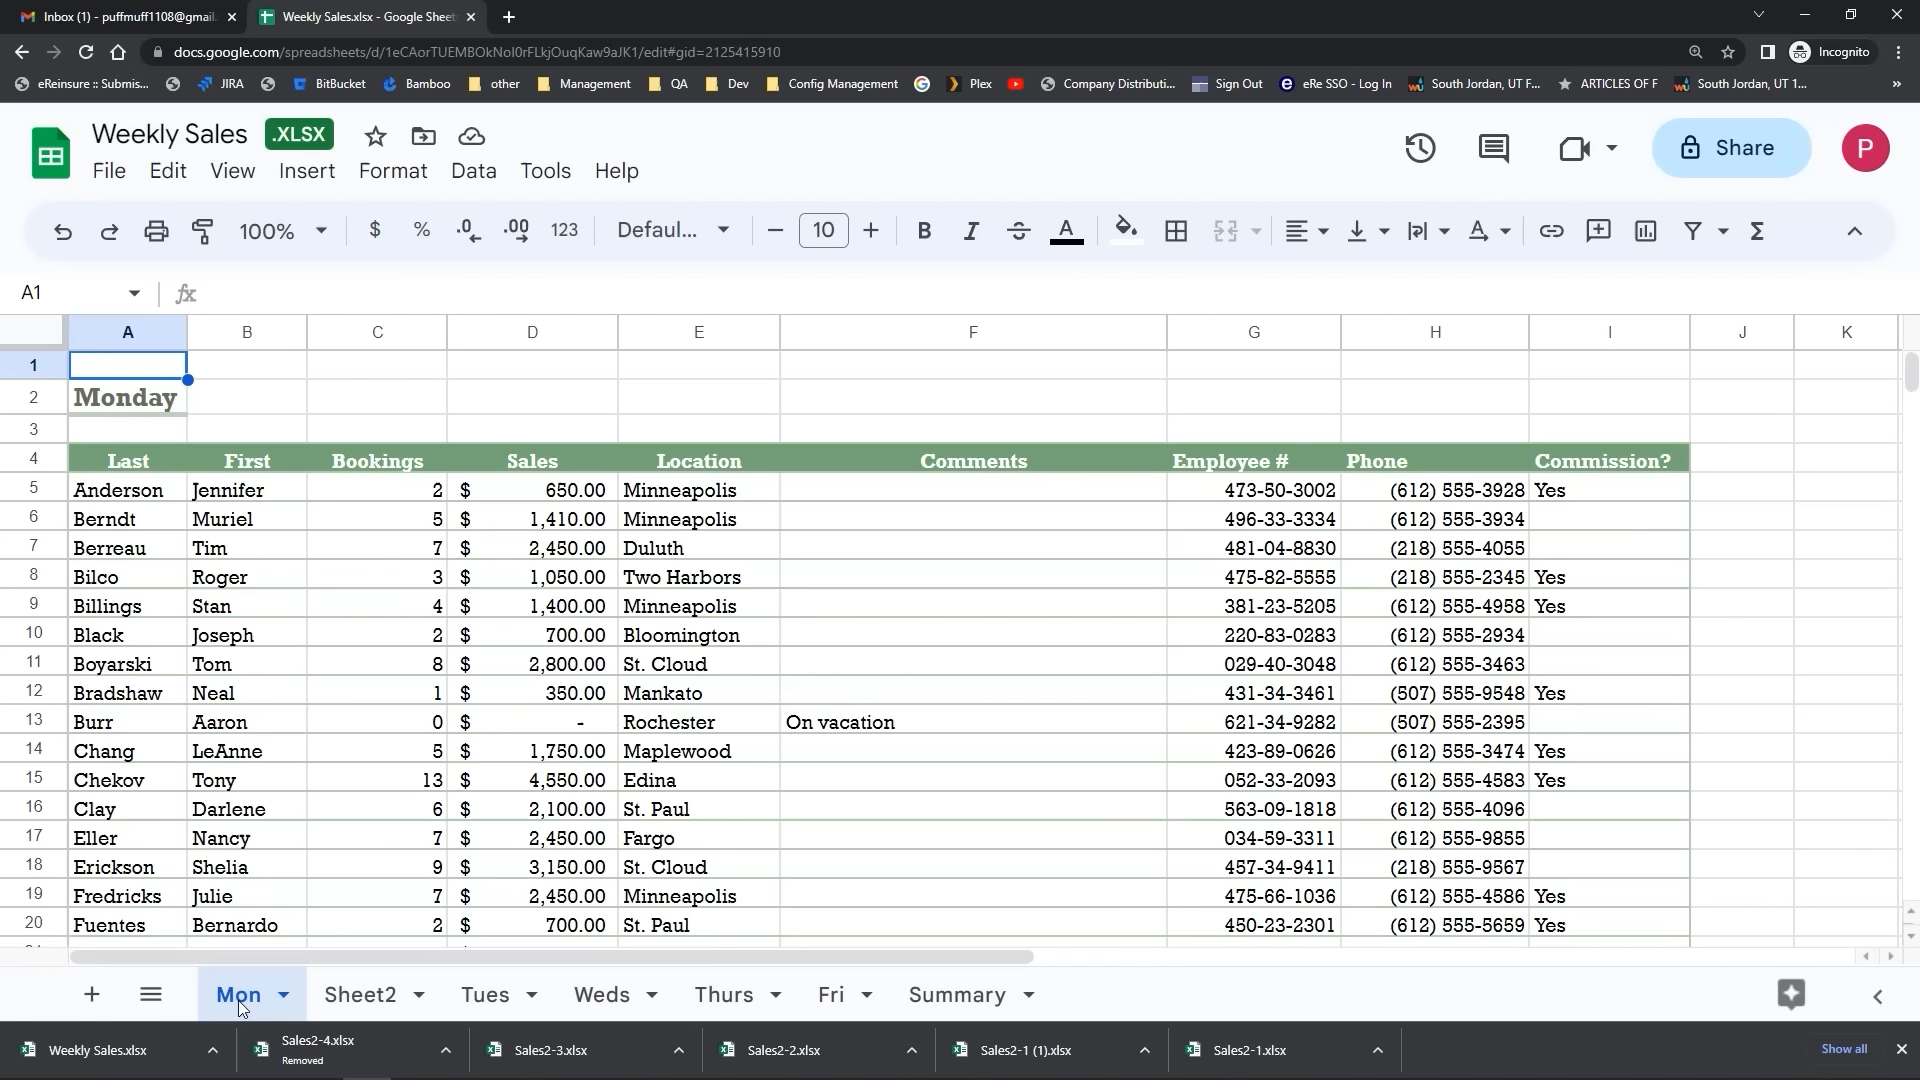 Inbox (1) - puffmuff1108@gmail.
Weekly Sales.xlsx - Google Sheet
docs.google.com/spreadsheets/d/1eCAorTUEMBOkNoI0rFLkjOuqKaw9aJK1/edit#gid=2125415910
Incognito
eReinsure :: Submis... JIRA BitBucket Bamboo other Management QA Dev Config Management Plex Company Distributi... Sign Out eRe SSO - Log In South Jordan, UT F... ARTICLES OF F South Jordan, UT 1... »
Weekly Sales .XLSX
File Edit View Insert Format Data Tools Help
Share
P
100% $ % .0 .00 123 Defaul... 10 B I A Σ
A1 fx
A B C D E F G H I J K
1
2 Monday
3
4 Last First Bookings Sales Location Comments Employee # Phone Commission?
5 Anderson Jennifer 2 $ 650.00 Minneapolis 473-50-3002 (612) 555-3928 Yes
6 Berndt Muriel 5 $ 1,410.00 Minneapolis 496-33-3334 (612) 555-3934
7 Berreau Tim 7 $ 2,450.00 Duluth 481-04-8830 (218) 555-4055
8 Bilco Roger 3 $ 1,050.00 Two Harbors 475-82-5555 (218) 555-2345 Yes
9 Billings Stan 4 $ 1,400.00 Minneapolis 381-23-5205 (612) 555-4958 Yes
10 Black Joseph 2 $ 700.00 Bloomington 220-83-0283 (612) 555-2934
11 Boyarski Tom 8 $ 2,800.00 St. Cloud 029-40-3048 (612) 555-3463
12 Bradshaw Neal 1 $ 350.00 Mankato 431-34-3461 (507) 555-9548 Yes
13 Burr Aaron 0 $ - Rochester On vacation 621-34-9282 (507) 555-2395
14 Chang LeAnne 5 $ 1,750.00 Maplewood 423-89-0626 (612) 555-3474 Yes
15 Chekov Tony 13 $ 4,550.00 Edina 052-33-2093 (612) 555-4583 Yes
16 Clay Darlene 6 $ 2,100.00 St. Paul 563-09-1818 (612) 555-4096
17 Eller Nancy 7 $ 2,450.00 Fargo 034-59-3311 (612) 555-9855
18 Erickson Shelia 9 $ 3,150.00 St. Cloud 457-34-9411 (218) 555-9567
19 Fredricks Julie 7 $ 2,450.00 Minneapolis 475-66-1036 (612) 555-4586 Yes
20 Fuentes Bernardo 2 $ 700.00 St. Paul 450-23-2301 (612) 555-5659 Yes
Mon Sheet2 Tues Weds Thurs Fri Summary
Weekly Sales.xlsx Sales2-4.xlsx Sales2-3.xlsx Sales2-2.xlsx Sales2-1 (1).xlsx Sales2-1.xlsx Show all
Removed